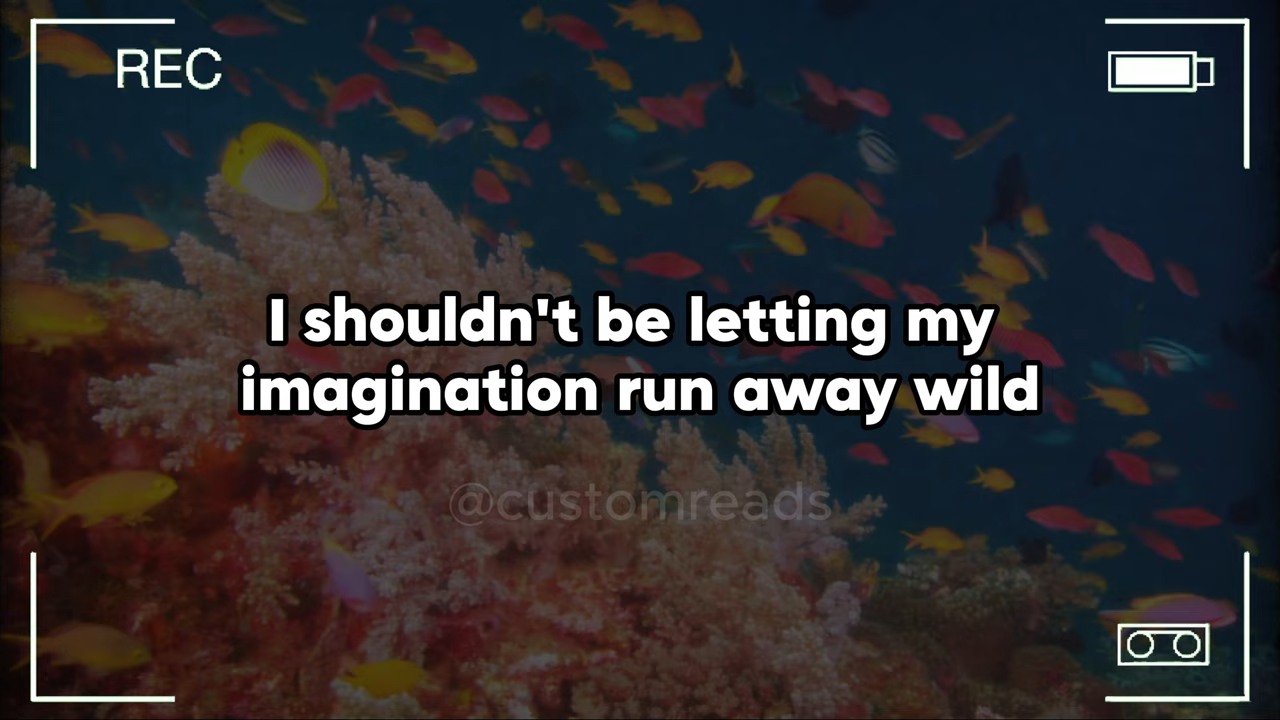 REC
I shouldn't be letting my
imagination run away wild
@customreads